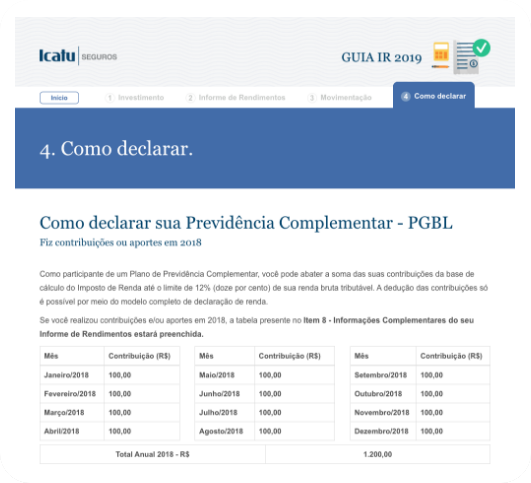 Icatu SEGUROS
GUIA IR 2019
Início
1 Investimento
2 Informe de Rendimentos
3 Movimentação
4 Como declarar
4. Como declarar.
Como declarar sua Previdência Complementar - PGBL
Fiz contribuições ou aportes em 2018
Como participante de um Plano de Previdência Complementar, você pode abater a soma das suas contribuições da base de
cálculo do Imposto de Renda até o limite de 12% (doze por cento) de sua renda bruta tributável. A dedução das contribuições só
é possível por meio do modelo completo de declaração de renda.
Se você realizou contribuições e/ou aportes em 2018, a tabela presente no Item 8 - Informações Complementares do seu
Informe de Rendimentos estará preenchida.
Mês Contribuição (R$) Mês Contribuição (R$) Mês Contribuição (R$)
Janeiro/2018 100,00 Maio/2018 100,00 Setembro/2018 100,00
Fevereiro/2018 100,00 Junho/2018 100,00 Outubro/2018 100,00
Março/2018 100,00 Julho/2018 100,00 Novembro/2018 100,00
Abril/2018 100,00 Agosto/2018 100,00 Dezembro/2018 100,00
Total Anual 2018 - R$ 1.200,00